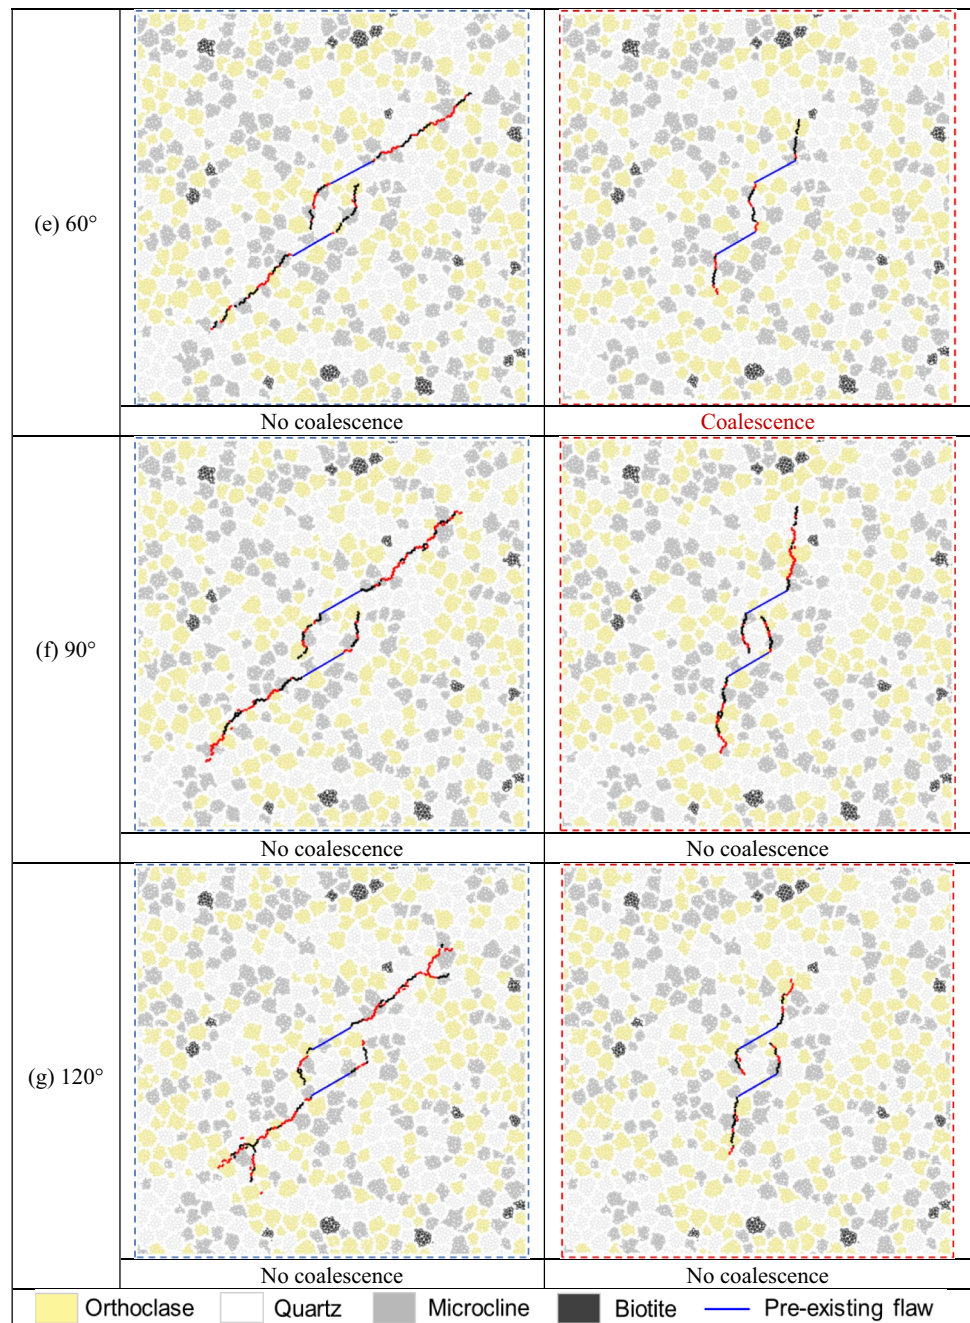 (e) 60°
No coalescence
Coalescence
(f) 90°
No coalescence
No coalescence
(g) 120°
No coalescence
No coalescence
Orthoclase Quartz Microcline Biotite Pre-existing flaw